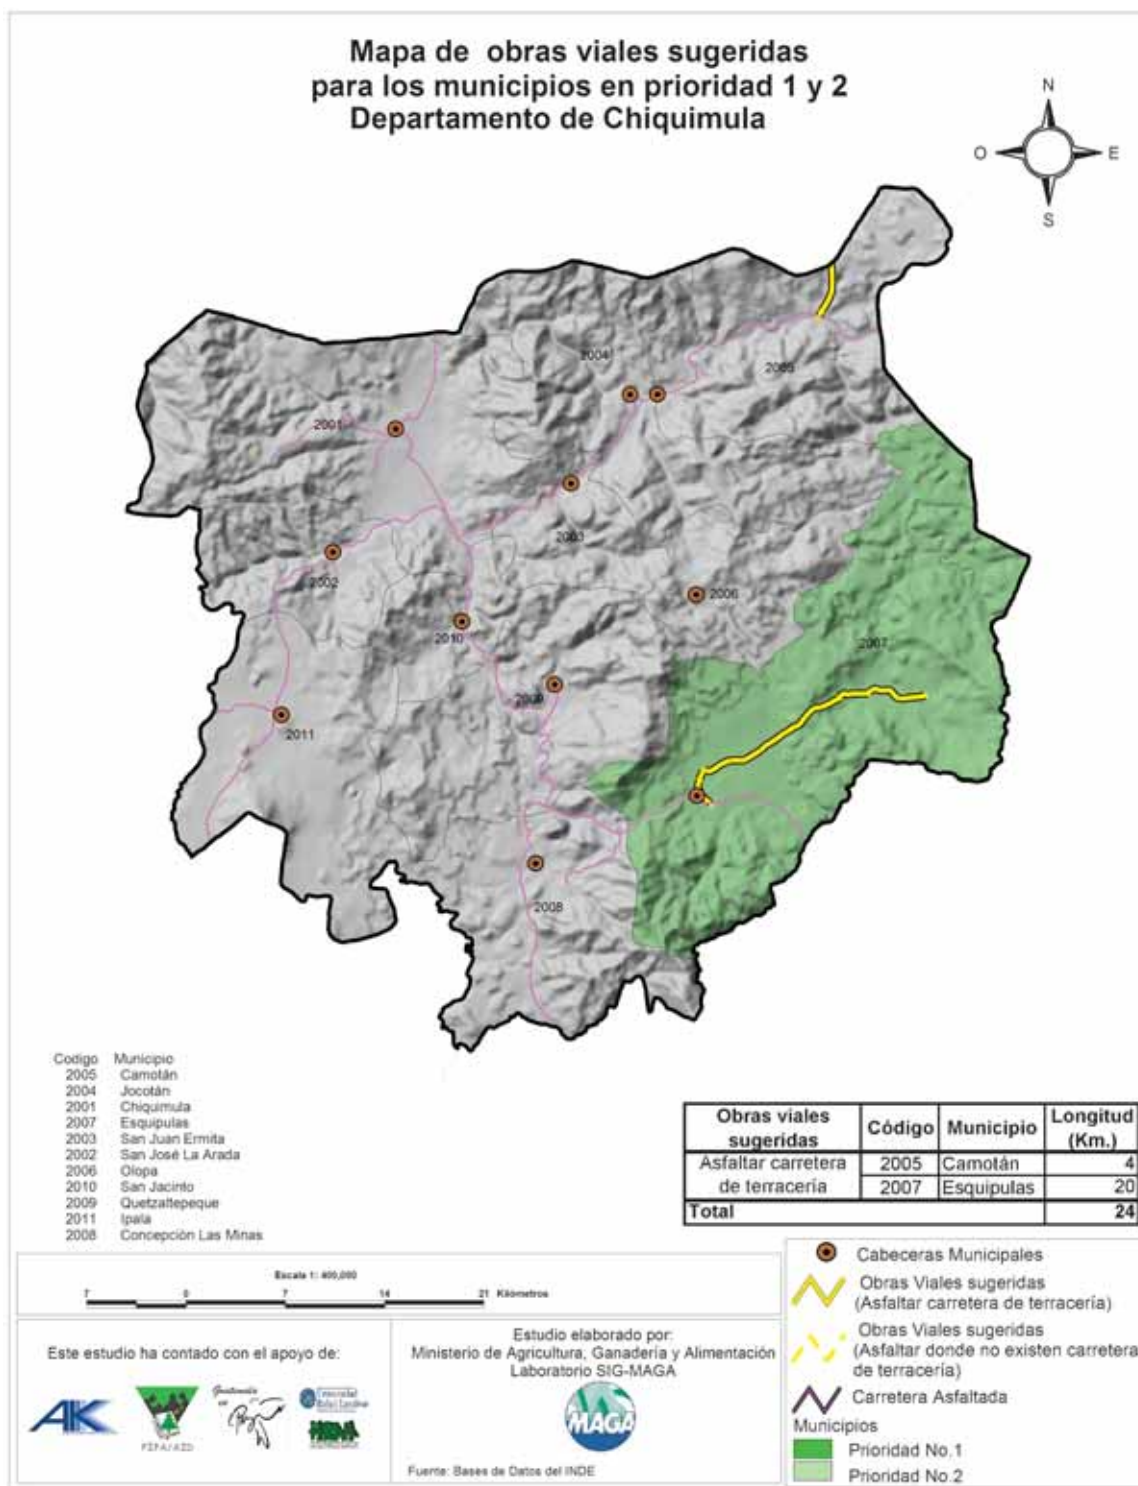 Mapa de obras viales sugeridas
para los municipios en prioridad 1 y 2
Departamento de Chiquimula
N
O E
S
2004
2005
2001
2003
2002
2006
2010
2007
2009
2011
2008
Codigo Municipio
2005 Camotán
2004 Jocotán
2001 Chiquimula
2007 Esquipulas
2003 San Juan Ermita
2002 San José La Arada
2006 Olopa
2010 San Jacinto
2009 Quetzaltepeque
2011 Ipala
2008 Concepción Las Minas
Obras viales sugeridas Código Municipio Longitud (Km.)
Asfaltar carretera de terracería 2005 Camotán 4
2007 Esquipulas 20
Total 24
Escala 1: 400,000
7 0 7 14 21 Kilómetros
Este estudio ha contado con el apoyo de:
AK
Guatemala
Universidad
Rafael Landívar
Estudio elaborado por:
Ministerio de Agricultura, Ganadería y Alimentación
Laboratorio SIG-MAGA
MAGA
Fuente: Bases de Datos del INDE
Cabeceras Municipales
Obras Viales sugeridas
(Asfaltar carretera de terracería)
Obras Viales sugeridas
(Asfaltar donde no existen carretera
de terracería)
Carretera Asfaltada
Municipios
Prioridad No.1
Prioridad No.2